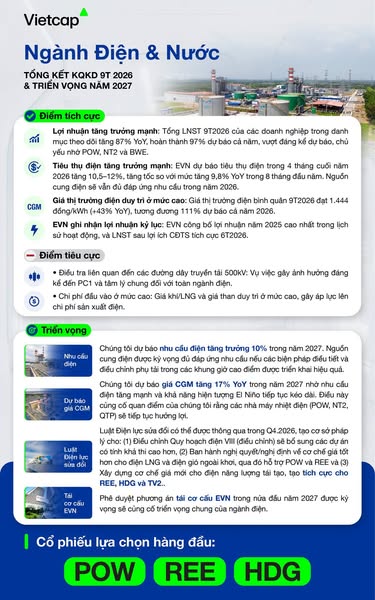 Vietcap
Ngành Điện & Nước
TỔNG KẾT KQKD 9T 2026
& TRIỂN VỌNG NĂM 2027
Điểm tích cực
Lợi nhuận tăng trưởng mạnh: Tổng LNST 9T2026 của các doanh nghiệp trong danh
mục theo dõi tăng 87% YoY, hoàn thành 97% dự báo cả năm, vượt đáng kể dự báo, chủ
yếu nhờ POW, NT2 và BWE.
Tiêu thụ điện tăng trưởng mạnh: EVN dự báo tiêu thụ điện trong 4 tháng cuối năm
2026 tăng 10,5–12%, tăng tốc so với mức tăng 9,8% YoY trong 8 tháng đầu năm. Nguồn
cung điện sẽ vẫn đủ đáp ứng nhu cầu trong năm 2026.
CGM
Giá thị trường điện duy trì ở mức cao: Giá thị trường điện bình quân 9T2026 đạt 1.444
đồng/kWh (+43% YoY), tương đương 111% dự báo cả năm 2026.
EVN ghi nhận lợi nhuận kỷ lục: EVN công bố lợi nhuận năm 2025 cao nhất trong lịch
sử hoạt động, và LNST sau lợi ích CĐTS tích cực 6T2026.
Điểm tiêu cực
• Điều tra liên quan đến các đường dây truyền tải 500kV: Vụ việc gây ảnh hưởng đáng
kể đến PC1 và tâm lý chung đối với toàn ngành điện.
• Chi phí đầu vào ở mức cao: Giá khí/LNG và giá than duy trì ở mức cao, gây áp lực lên
chi phí sản xuất điện.
Triển vọng
Nhu cầu
điện
Chúng tôi dự báo nhu cầu điện tăng trưởng 10% trong năm 2027. Nguồn
cung điện được kỳ vọng đủ đáp ứng nhu cầu nếu các biện pháp điều tiết và
điều chỉnh phụ tải trong các khung giờ cao điểm được triển khai hiệu quả.
Dự báo
giá CGM
Chúng tôi dự báo giá CGM tăng 17% YoY trong năm 2027 nhờ nhu cầu
điện tăng mạnh và khả năng hiện tượng El Niño tiếp tục kéo dài. Điều này
củng cố quan điểm của chúng tôi rằng các nhà máy nhiệt điện (POW, NT2,
QTP) sẽ tiếp tục hưởng lợi.
Luật
Điện lực
sửa đổi
Luật Điện lực sửa đổi có thể được thông qua trong Q4.2026, tạo cơ sở pháp
lý cho: (1) Điều chỉnh Quy hoạch điện VIII (điều chỉnh) sẽ bổ sung các dự án
có tính khả thi cao hơn, (2) Ban hành nghị quyết/nghị định về cơ chế giá tốt
hơn cho điện LNG và điện gió ngoài khơi, qua đó hỗ trợ POW và REE và (3)
Xây dựng cơ chế giá mới cho điện năng lượng tái tạo, tạo tích cực cho
REE, HDG và TV2..
Tái
cơ cấu
EVN
Phê duyệt phương án tái cơ cấu EVN trong nửa đầu năm 2027 được kỳ
vọng sẽ củng cố triển vọng chung của ngành điện.
Cổ phiếu lựa chọn hàng đầu:
POW REE HDG